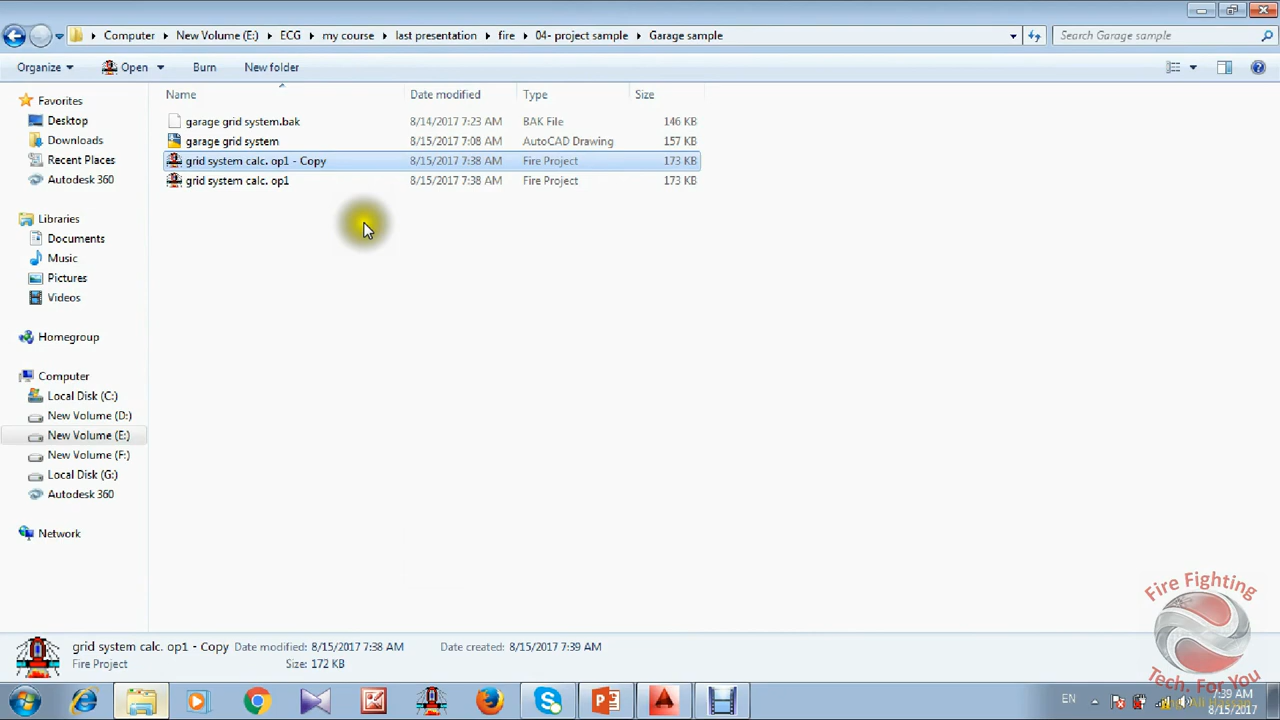 Computer New Volume (E:) ECG my course last presentation fire 04- project sample Garage sample Search Garage sample
Organize Open Burn New folder
Name Date modified Type Size
garage grid system.bak 8/14/2017 7:23 AM BAK File 146 KB
garage grid system 8/15/2017 7:08 AM AutoCAD Drawing 157 KB
grid system calc. op1 - Copy 8/15/2017 7:38 AM Fire Project 173 KB
grid system calc. op1 8/15/2017 7:38 AM Fire Project 173 KB
Favorites
Desktop
Downloads
Recent Places
Autodesk 360
Libraries
Documents
Music
Pictures
Videos
Homegroup
Computer
Local Disk (C:)
New Volume (D:)
New Volume (E:)
New Volume (F:)
Local Disk (G:)
Autodesk 360
Network
grid system calc. op1 - Copy Date modified: 8/15/2017 7:38 AM Date created: 8/15/2017 7:39 AM
Fire Project Size: 172 KB
Fire Fighting
Tech. For You
EN 7:39 AM
8/15/2017